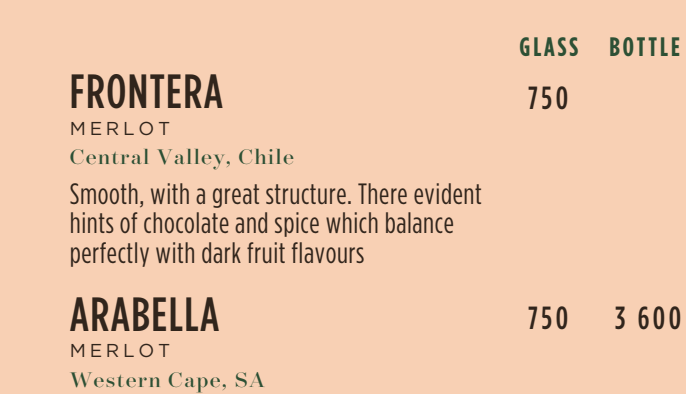 GLASS BOTTLE
FRONTERA 750
MERLOT
Central Valley, Chile
Smooth, with a great structure. There evident
hints of chocolate and spice which balance
perfectly with dark fruit flavours
ARABELLA 750 3 600
MERLOT
Western Cape, SA